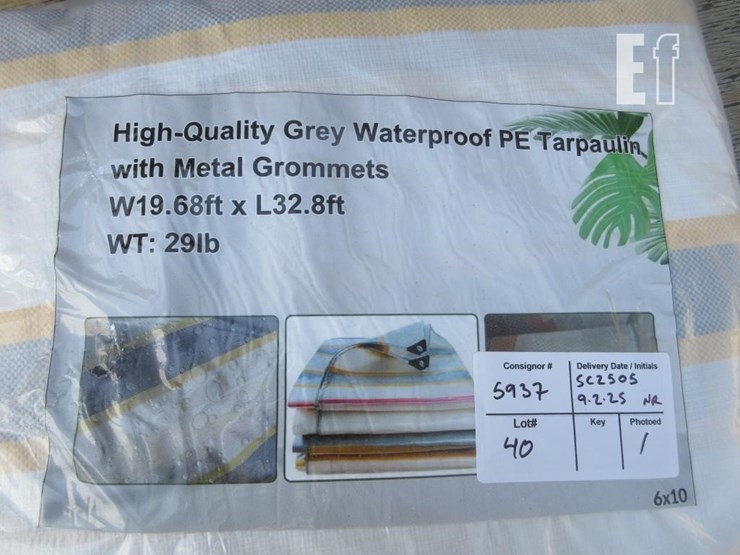 Ef
High-Quality Grey Waterproof PE Tarpaulin
with Metal Grommets
W19.68ft x L32.8ft
WT: 29lb
Consignor #
5937
Delivery Date / Initials
SC2505
9.2.25 NR
Lot#
40
Key
Photoed
/
6x10